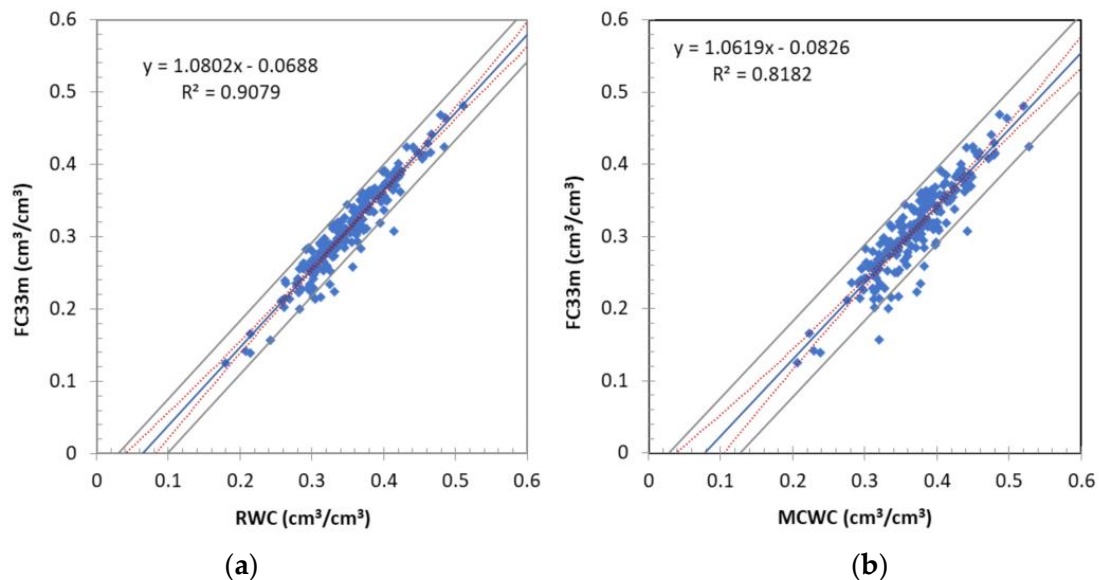 y = 1.0802x - 0.0688
R² = 0.9079
0.6
0.5
0.4
0.3
0.2
0.1
0
FC33m (cm³/cm³)
0 0.1 0.2 0.3 0.4 0.5 0.6
RWC (cm³/cm³)
(a)
y = 1.0619x - 0.0826
R² = 0.8182
0.6
0.5
0.4
0.3
0.2
0.1
0
FC33m (cm³/cm³)
0 0.1 0.2 0.3 0.4 0.5 0.6
MCWC (cm³/cm³)
(b)